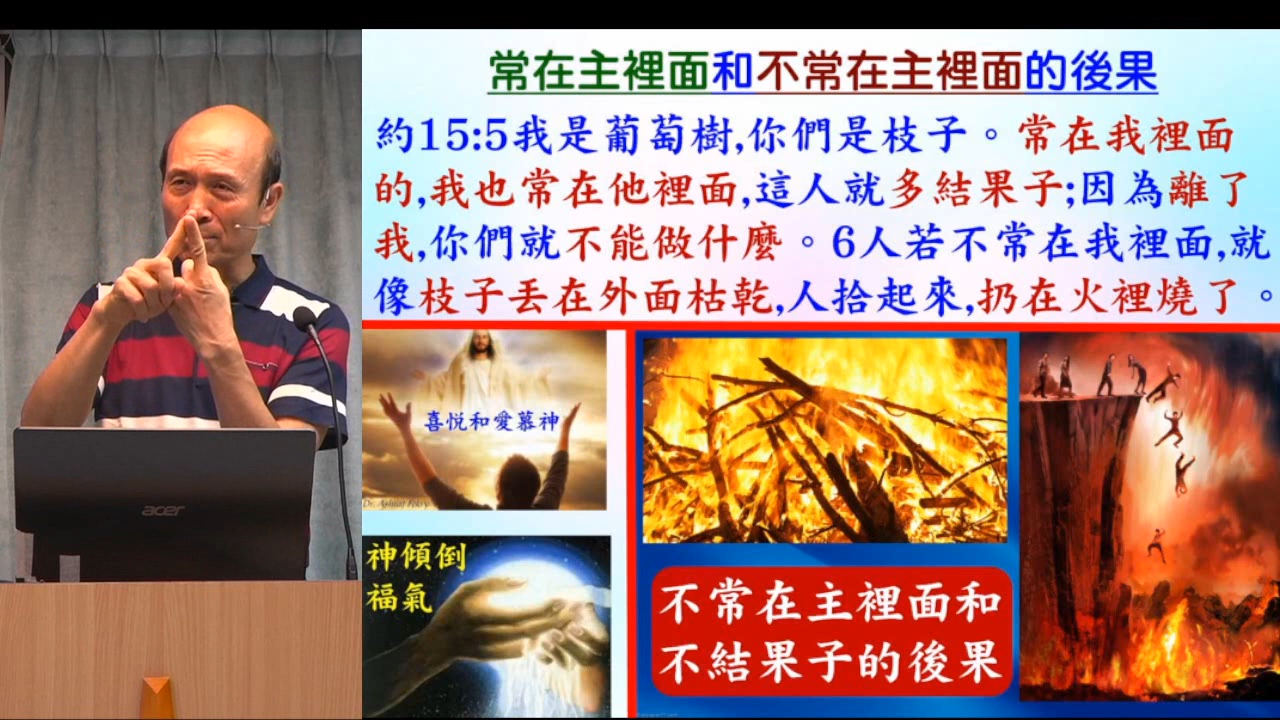 常在主裡面和不常在主裡面的後果
約15:5我是葡萄樹,你們是枝子。常在我裡面
的,我也常在他裡面,這人就多結果子;因為離了
我,你們就不能做什麼。6人若不常在我裡面,就
像枝子丟在外面枯乾,人拾起來,扔在火裡燒了。
喜悅和愛慕神
神傾倒
福氣
不常在主裡面和
不結果子的後果
acer